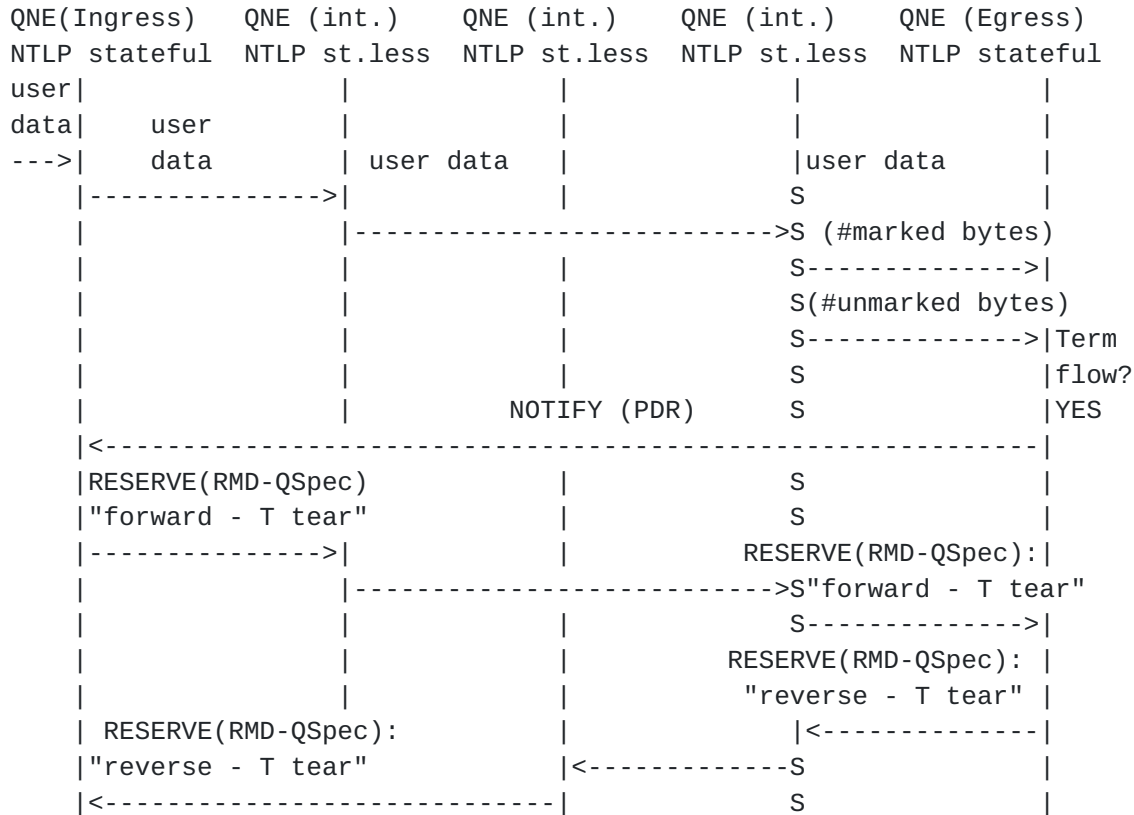 QNE(Ingress)   QNE (int.)    QNE (int.)    QNE (int.)    QNE (Egress)
NTLP stateful  NTLP st.less  NTLP st.less  NTLP st.less  NTLP stateful
user|                |             |              |               |
data|    user        |             |              |               |
--->|    data        | user data   |              |user data      |
    |--------------->|             |              S               |
    |                |--------------------------->S (#marked bytes)
    |                |             |              S-------------->|
    |                |             |              S(#unmarked bytes)
    |                |             |              S-------------->|Term
    |                |             |              S               |flow?
    |                |         NOTIFY (PDR)       S               |YES
    |<------------------------------------------------------------|
    |RESERVE(RMD-QSpec)            |              S               |
    |"forward - T tear"            |              S               |
    |--------------->|             |           RESERVE(RMD-QSpec):|
    |                |--------------------------->S"forward - T tear"
    |                |             |              S-------------->|
    |                |             |          RESERVE(RMD-QSpec): |
    |                |             |           "reverse - T tear" |
    | RESERVE(RMD-QSpec):          |              |<--------------|
    |"reverse - T tear"            |<-------------S               |
    |<-----------------------------|              S               |